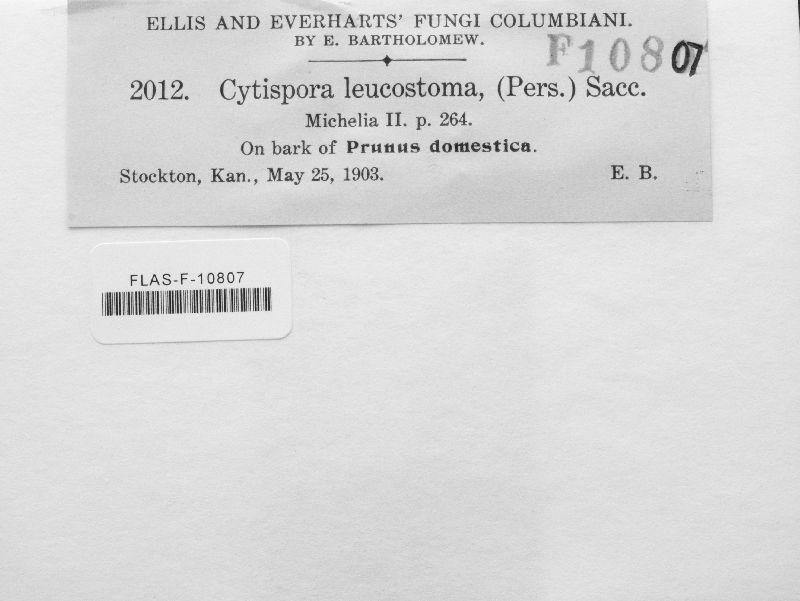 ELLIS AND EVERHARTS' FUNGI COLUMBIANI.
BY E. BARTHOLOMEW.
F10807
2012. Cytispora leucostoma, (Pers.) Sacc.
Michelia II. p. 264.
On bark of Prunus domestica.
Stockton, Kan., May 25, 1903. E. B.
FLAS-F-10807